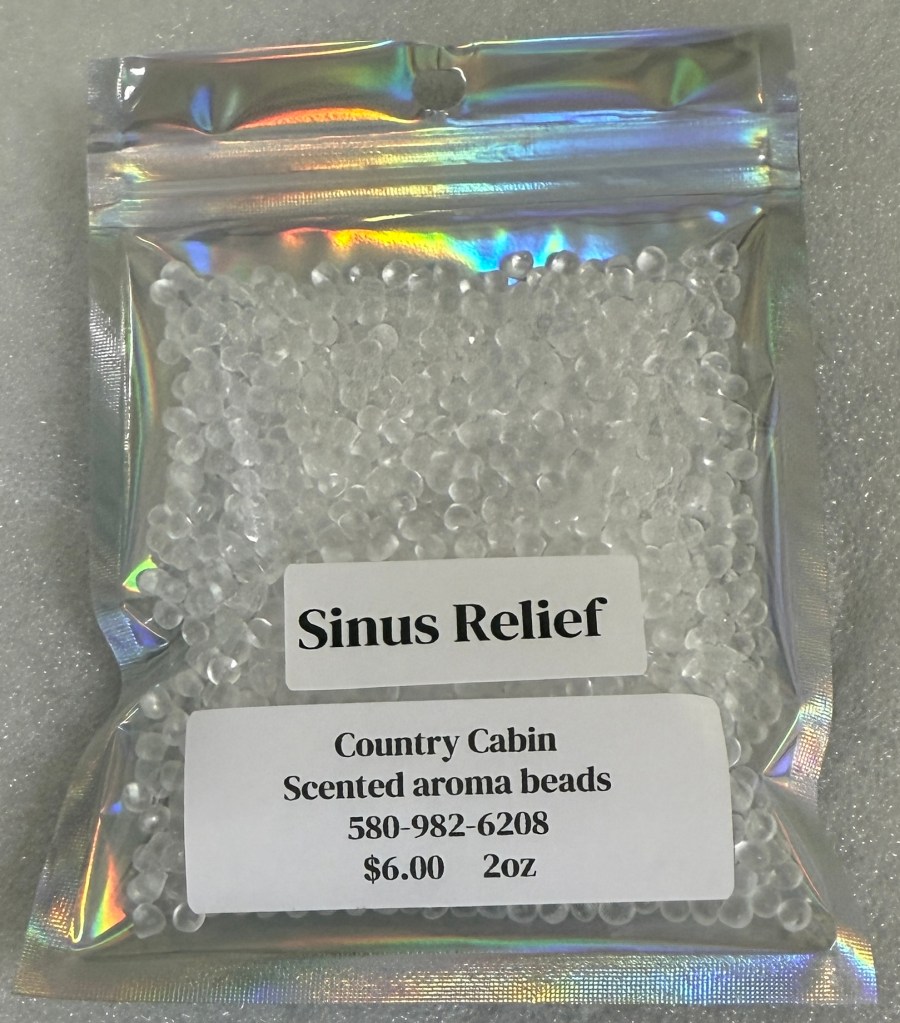 Sinus Relief
Country Cabin
Scented aroma beads
580-982-6208
$6.00 2oz